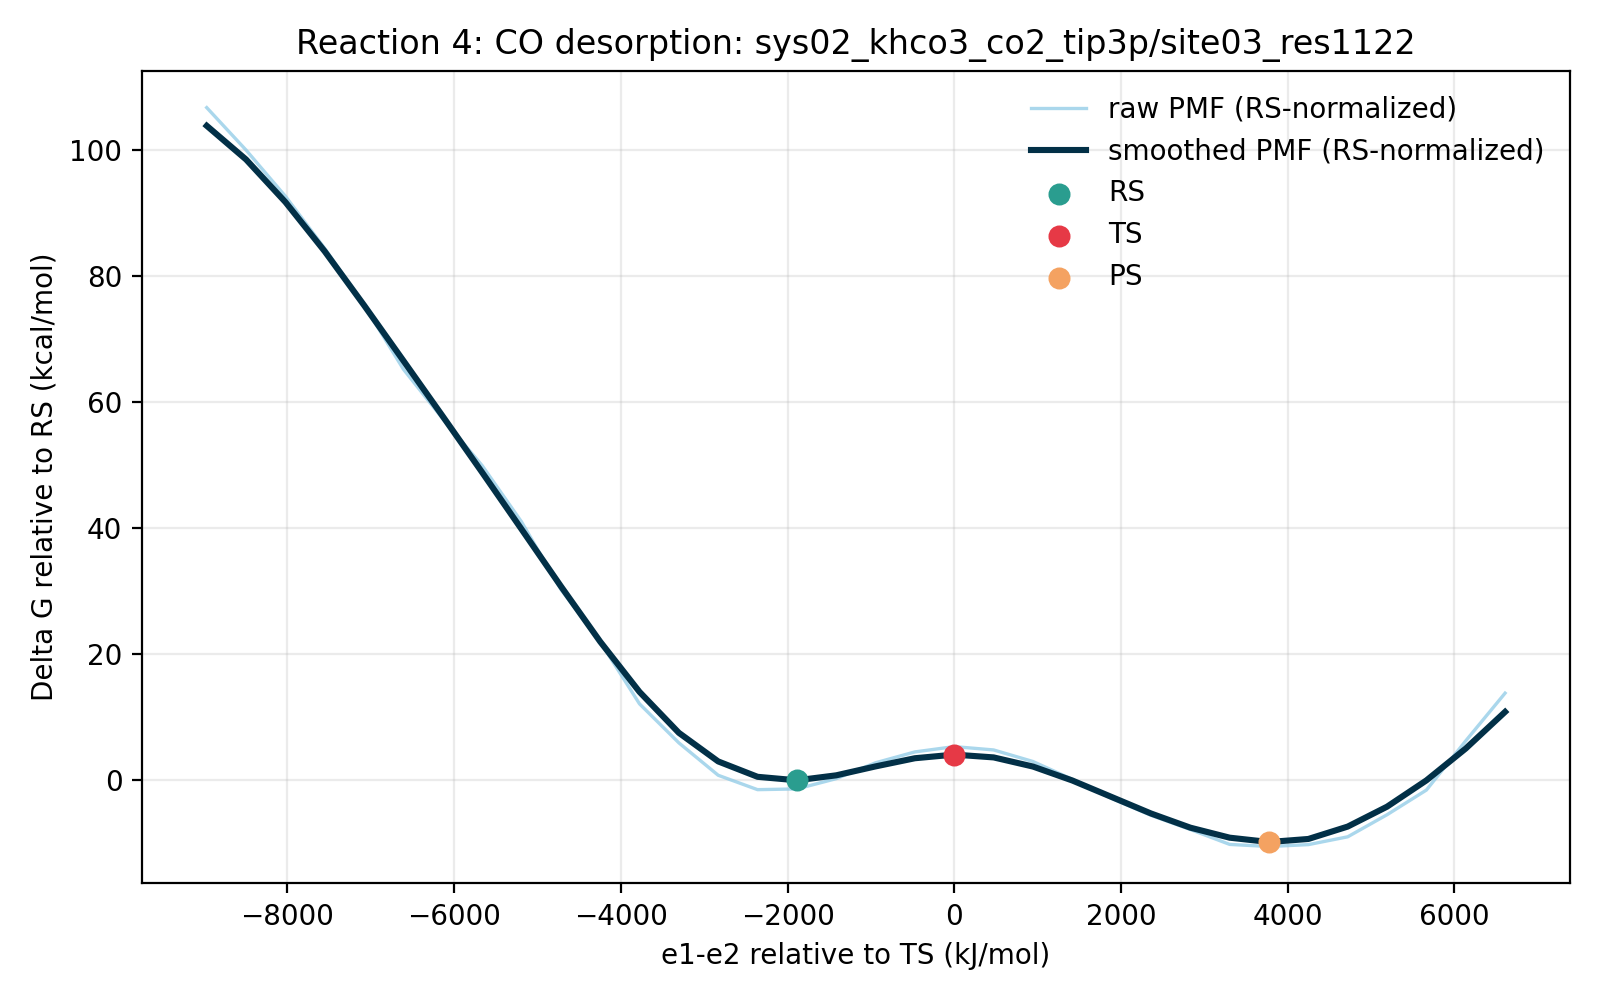 Reaction 4: CO desorption: sys02_khco3_co2_tip3p/site03_res1122
raw PMF (RS-normalized)
smoothed PMF (RS-normalized)
RS
TS
PS
Delta G relative to RS (kcal/mol)
100
80
60
40
20
0
−8000
−6000
−4000
−2000
0
2000
4000
6000
e1-e2 relative to TS (kJ/mol)